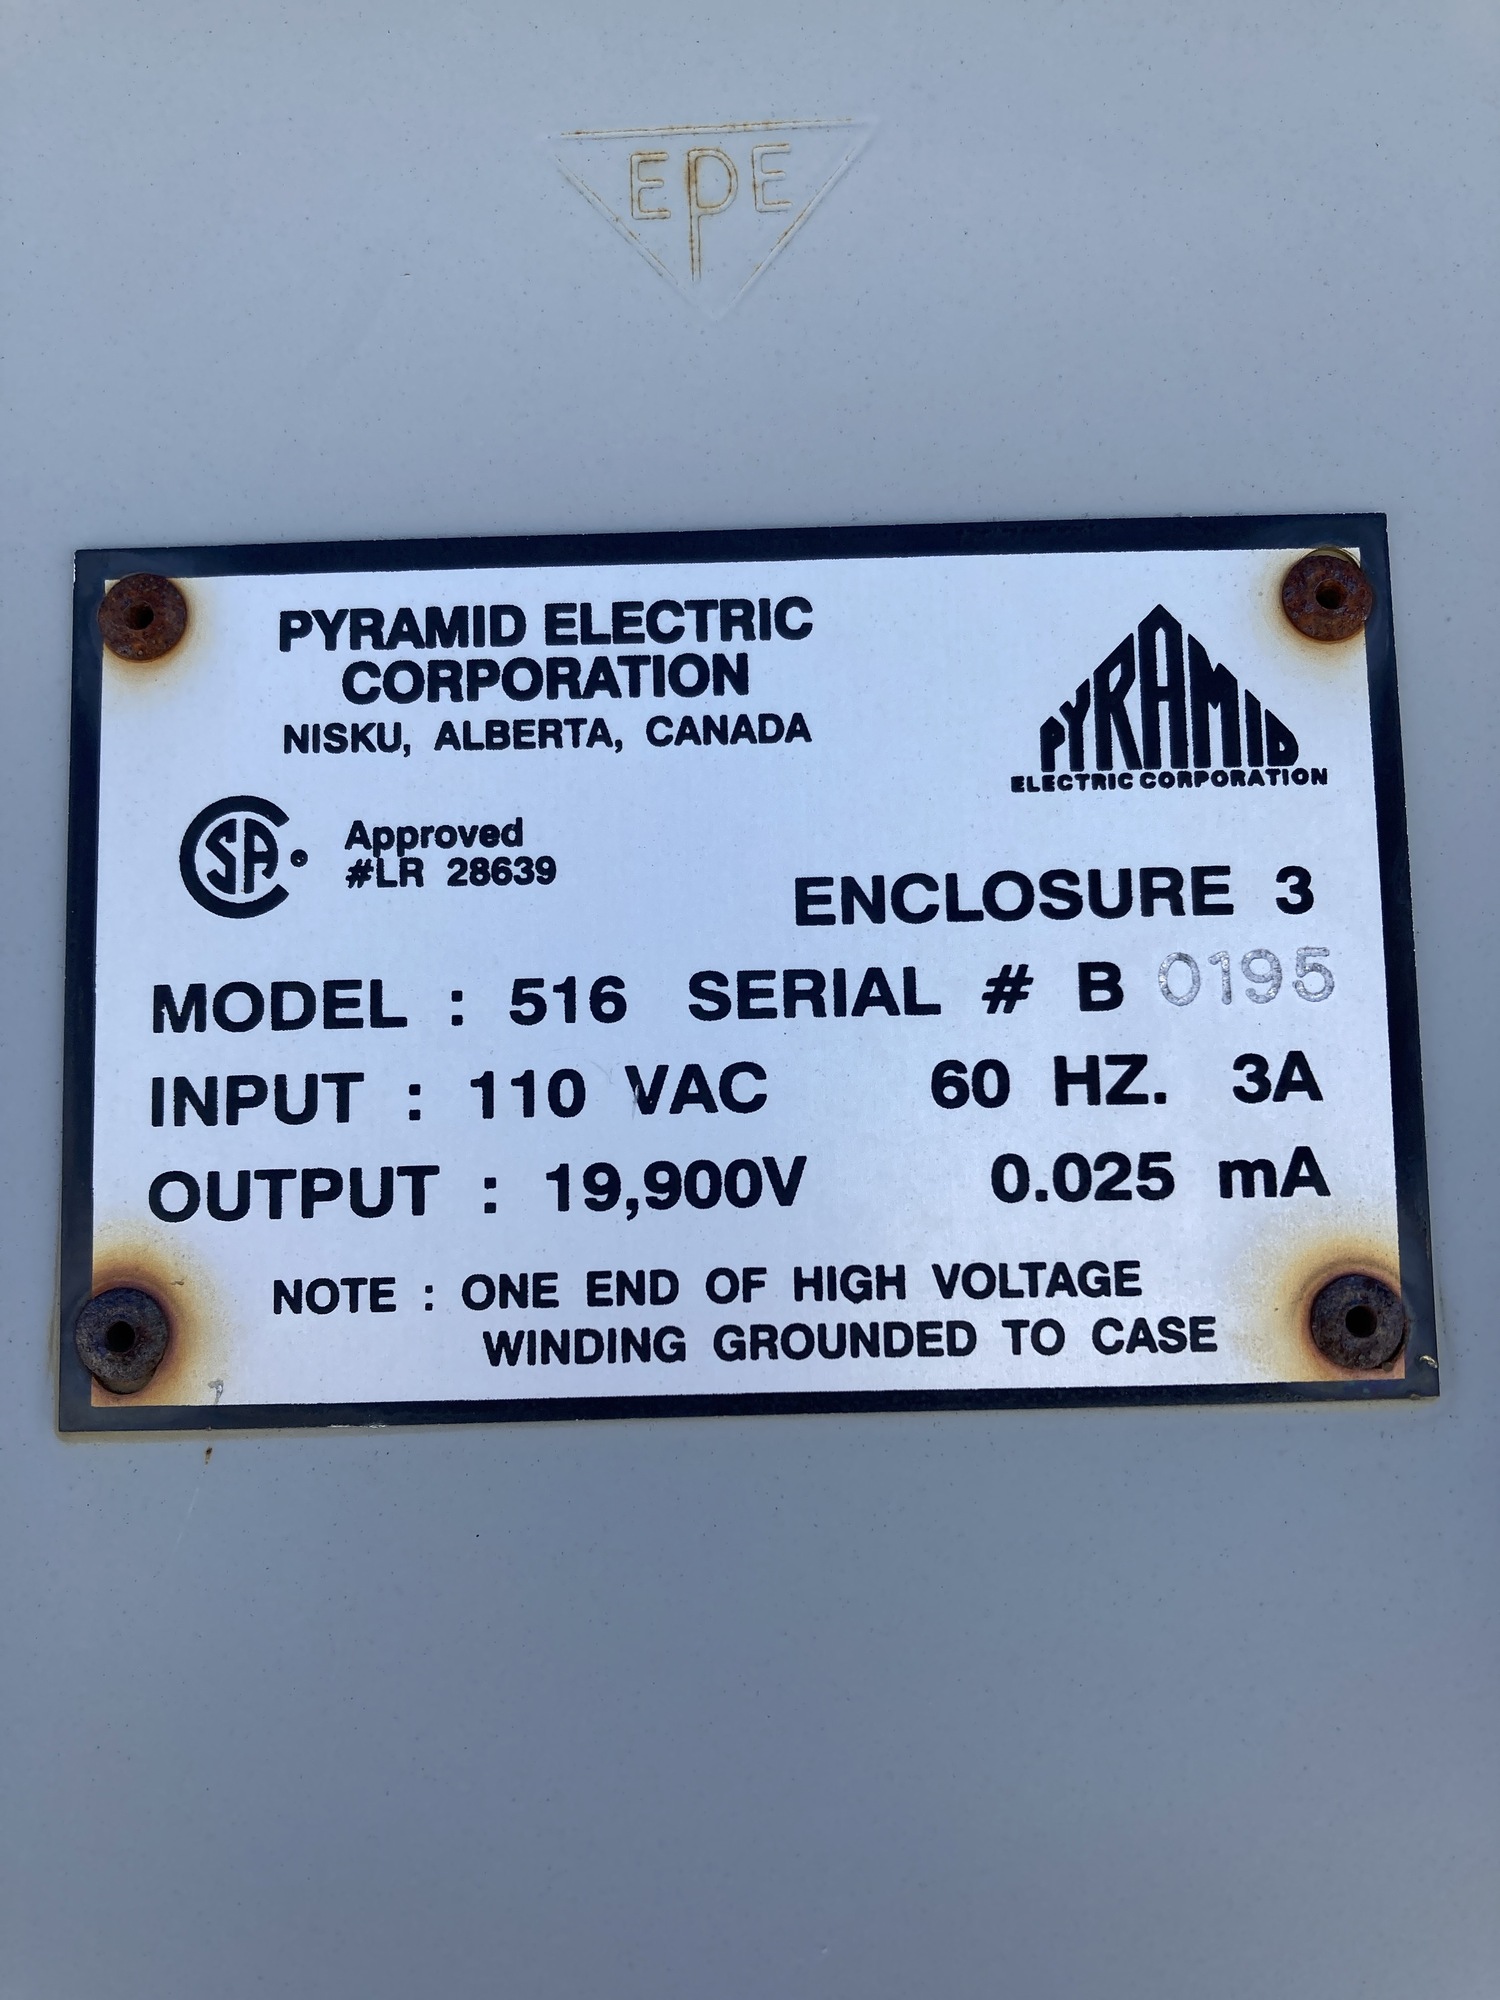 EPE
PYRAMID ELECTRIC
CORPORATION
NISKU, ALBERTA, CANADA
PYRAMID
ELECTRIC CORPORATION
CSA ®
Approved
#LR 28639
ENCLOSURE 3
MODEL : 516 SERIAL # B 0195
INPUT : 110 VAC 60 HZ. 3A
OUTPUT : 19,900V 0.025 mA
NOTE : ONE END OF HIGH VOLTAGE
WINDING GROUNDED TO CASE